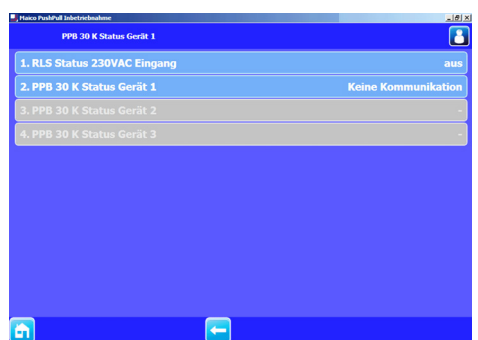 Maico PushPull Inbetriebnahme
PPB 30 K Status Gerät 1
1. RLS Status 230VAC Eingang aus
2. PPB 30 K Status Gerät 1 Keine Kommunikation
3. PPB 30 K Status Gerät 2 -
4. PPB 30 K Status Gerät 3 -